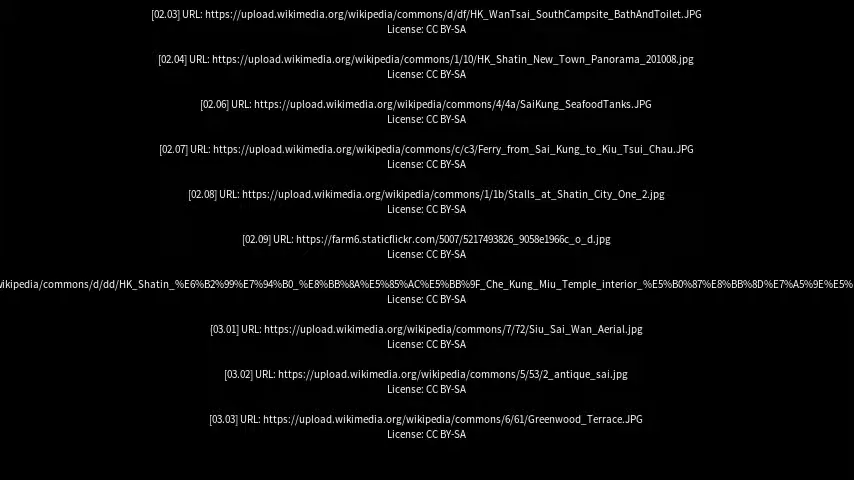 [02.03] URL: https://upload.wikimedia.org/wikipedia/commons/d/df/HK_WanTsai_SouthCampsite_BathAndToilet.JPG
License: CC BY-SA
[02.04] URL: https://upload.wikimedia.org/wikipedia/commons/1/10/HK_Shatin_New_Town_Panorama_201008.jpg
License: CC BY-SA
[02.06] URL: https://upload.wikimedia.org/wikipedia/commons/4/4a/SaiKung_SeafoodTanks.JPG
License: CC BY-SA
[02.07] URL: https://upload.wikimedia.org/wikipedia/commons/c/c3/Ferry_from_Sai_Kung_to_Kiu_Tsui_Chau.JPG
License: CC BY-SA
[02.08] URL: https://upload.wikimedia.org/wikipedia/commons/1/1b/Stalls_at_Shatin_City_One_2.jpg
License: CC BY-SA
[02.09] URL: https://farm6.staticflickr.com/5007/5217493826_9058e1966c_o_d.jpg
License: CC BY-SA
wikipedia/commons/d/dd/HK_Shatin_%E6%B2%99%E7%94%B0_%E8%BB%8A%E5%85%AC%E5%BB%9F_Che_Kung_Miu_Temple_interior_%E5%B0%87%E8%BB%8D%E7%A5%9E%E5%
License: CC BY-SA
[03.01] URL: https://upload.wikimedia.org/wikipedia/commons/7/72/Siu_Sai_Wan_Aerial.jpg
License: CC BY-SA
[03.02] URL: https://upload.wikimedia.org/wikipedia/commons/5/53/2_antique_sai.jpg
License: CC BY-SA
[03.03] URL: https://upload.wikimedia.org/wikipedia/commons/6/61/Greenwood_Terrace.JPG
License: CC BY-SA